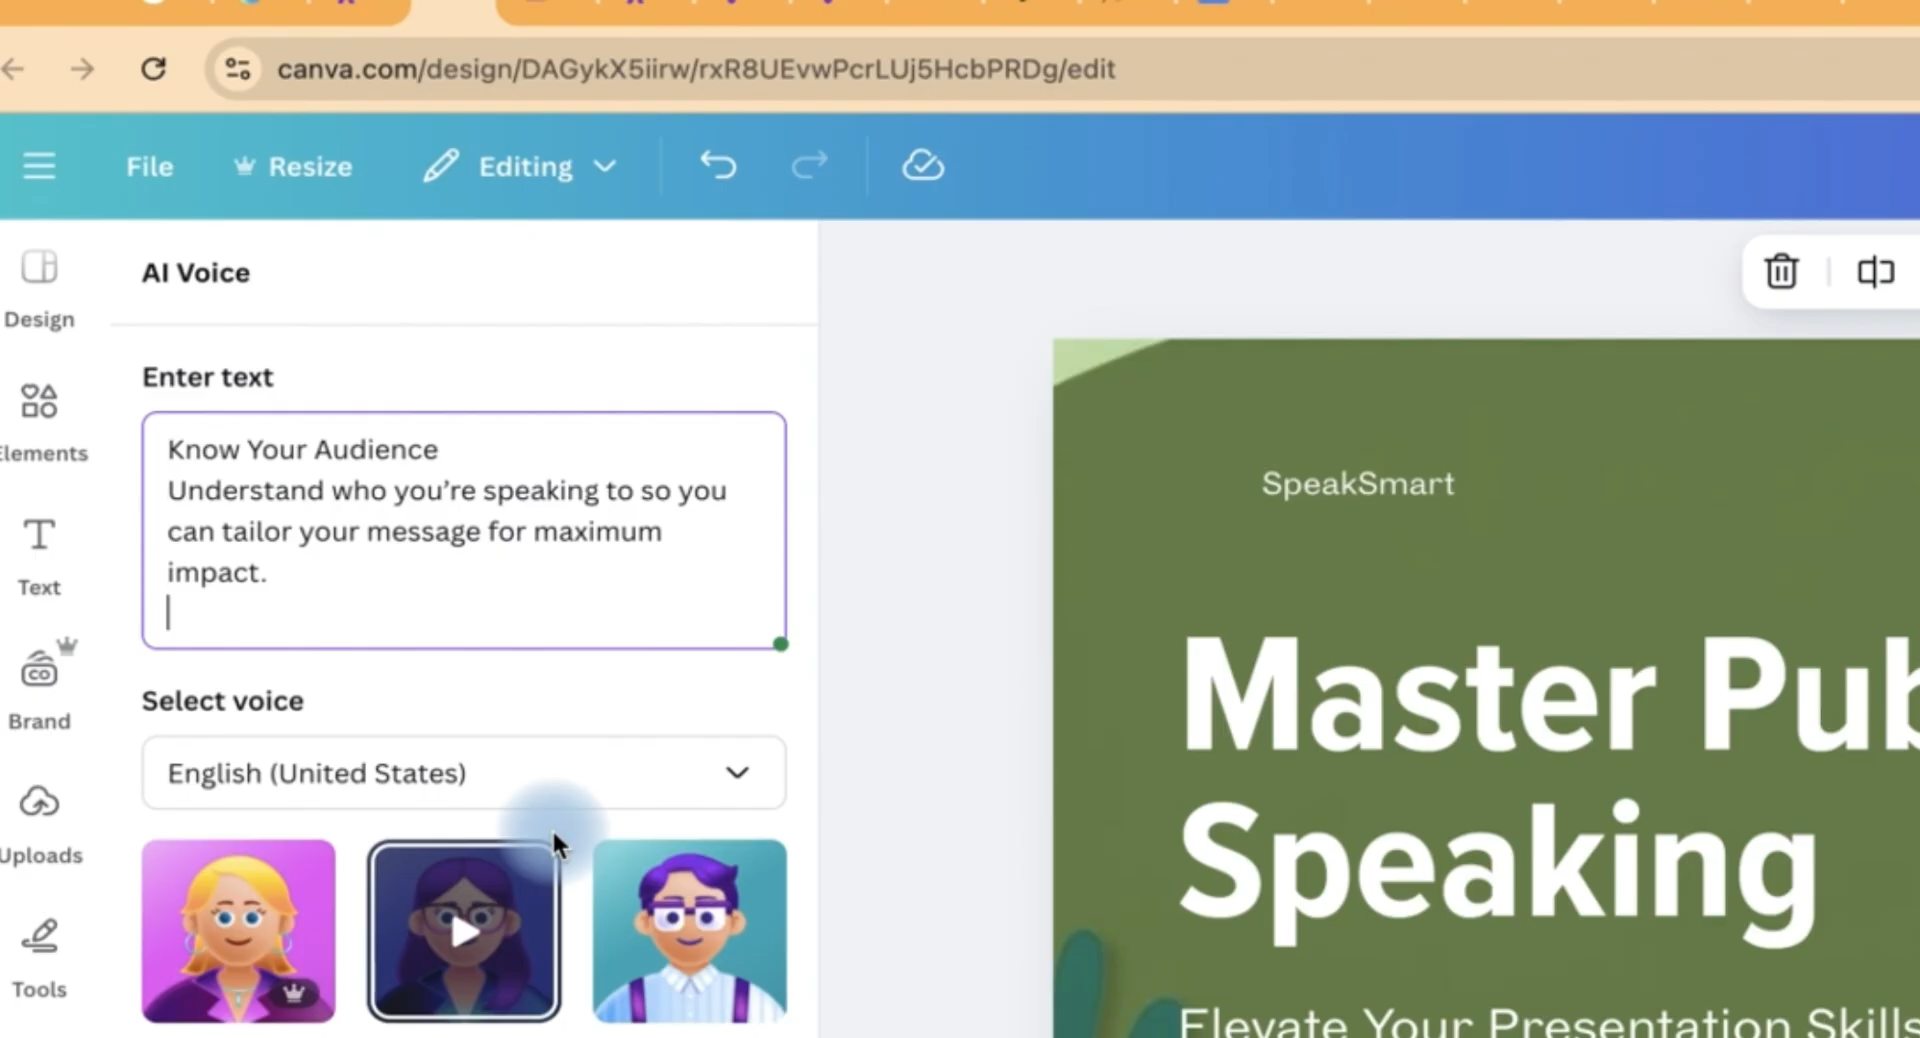 canva.com/design/DAGykX5iirw/rxR8UEvwPcrLUj5HcbPRDg/edit
File
Resize
Editing
Design
AI Voice
Enter text
Know Your Audience
Understand who you’re speaking to so you
can tailor your message for maximum
impact.
Elements
Text
Brand
CO
Uploads
Tools
Select voice
English (United States)
SpeakSmart
Master Pub
Speaking
Elevate Your Presentation Skills